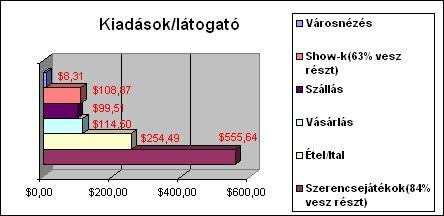 Kiadások/látogató
$8,31
$108,87
$99,51
$114,50
$254,49
$555,64
$0,00 $200,00 $400,00 $600,00
Városnézés
Show-k(63% vesz
részt)
Szállás
Vásárlás
Étel/Ital
Szerencsejátékok(84%
vesz részt)